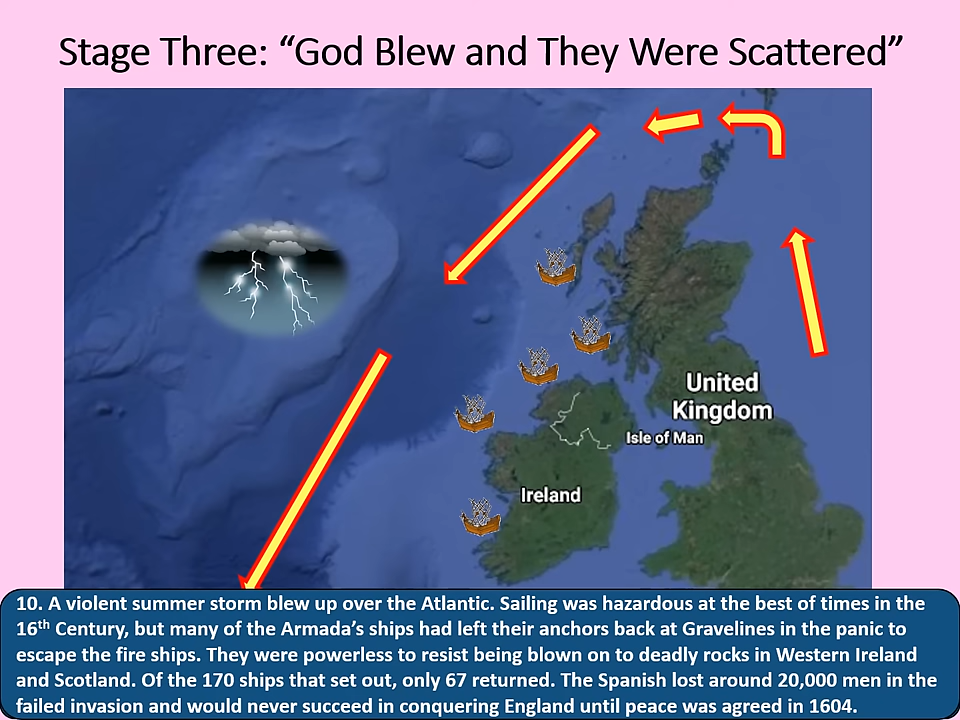 Stage Three: “God Blew and They Were Scattered”
United
Kingdom
Isle of Man
Ireland
10. A violent summer storm blew up over the Atlantic. Sailing was hazardous at the best of times in the
16th Century, but many of the Armada’s ships had left their anchors back at Gravelines in the panic to
escape the fire ships. They were powerless to resist being blown on to deadly rocks in Western Ireland
and Scotland. Of the 170 ships that set out, only 67 returned. The Spanish lost around 20,000 men in the
failed invasion and would never succeed in conquering England until peace was agreed in 1604.